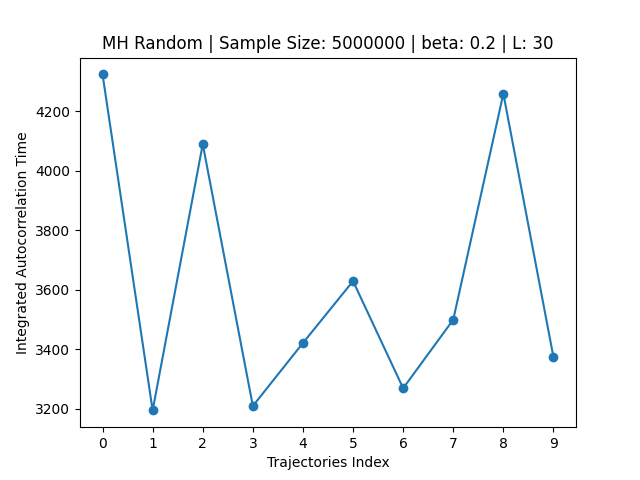 MH Random | Sample Size: 5000000 | beta: 0.2 | L: 30
Integrated Autocorrelation Time
4200
4000
3800
3600
3400
3200
0 1 2 3 4 5 6 7 8 9
Trajectories Index